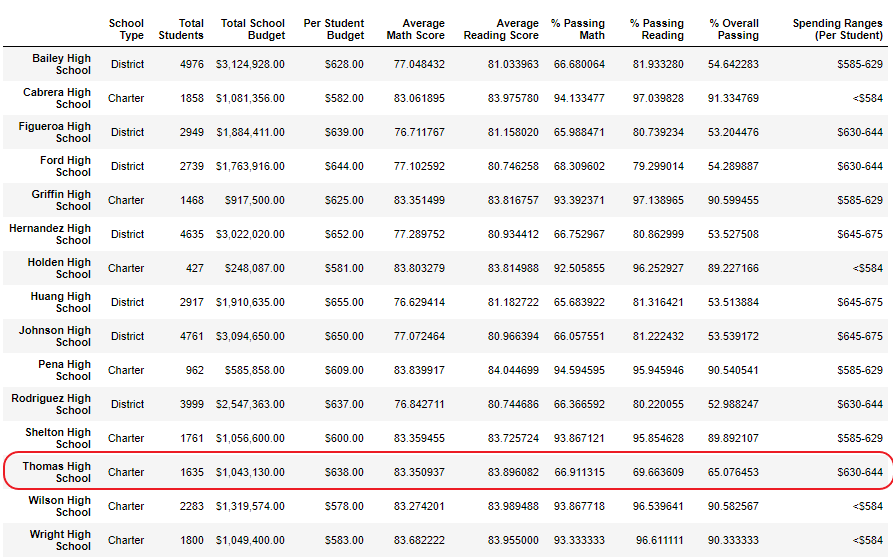 School Type Total Students Total School Budget Per Student Budget Average Math Score Average Reading Score % Passing Math % Passing Reading % Overall Passing Spending Ranges (Per Student)
Bailey High School District 4976 $3,124,928.00 $628.00 77.048432 81.033963 66.680064 81.933280 54.642283 $585-629
Cabrera High School Charter 1858 $1,081,356.00 $582.00 83.061895 83.975780 94.133477 97.039828 91.334769 <$584
Figueroa High School District 2949 $1,884,411.00 $639.00 76.711767 81.158020 65.988471 80.739234 53.204476 $630-644
Ford High School District 2739 $1,763,916.00 $644.00 77.102592 80.746258 68.309602 79.299014 54.289887 $630-644
Griffin High School Charter 1468 $917,500.00 $625.00 83.351499 83.816757 93.392371 97.138965 90.599455 $585-629
Hernandez High School District 4635 $3,022,020.00 $652.00 77.289752 80.934412 66.752967 80.862999 53.527508 $645-675
Holden High School Charter 427 $248,087.00 $581.00 83.803279 83.814988 92.505855 96.252927 89.227166 <$584
Huang High School District 2917 $1,910,635.00 $655.00 76.629414 81.182722 65.683922 81.316421 53.513884 $645-675
Johnson High School District 4761 $3,094,650.00 $650.00 77.072464 80.966394 66.057551 81.222432 53.539172 $645-675
Pena High School Charter 962 $585,858.00 $609.00 83.839917 84.044699 94.594595 95.945946 90.540541 $585-629
Rodriguez High School District 3999 $2,547,363.00 $637.00 76.842711 80.744686 66.366592 80.220055 52.988247 $630-644
Shelton High School Charter 1761 $1,056,600.00 $600.00 83.359455 83.725724 93.867121 95.854628 89.892107 $585-629
Thomas High School Charter 1635 $1,043,130.00 $638.00 83.350937 83.896082 66.911315 69.663609 65.076453 $630-644
Wilson High School Charter 2283 $1,319,574.00 $578.00 83.274201 83.989488 93.867718 96.539641 90.582567 <$584
Wright High School Charter 1800 $1,049,400.00 $583.00 83.682222 83.955000 93.333333 96.611111 90.333333 <$584